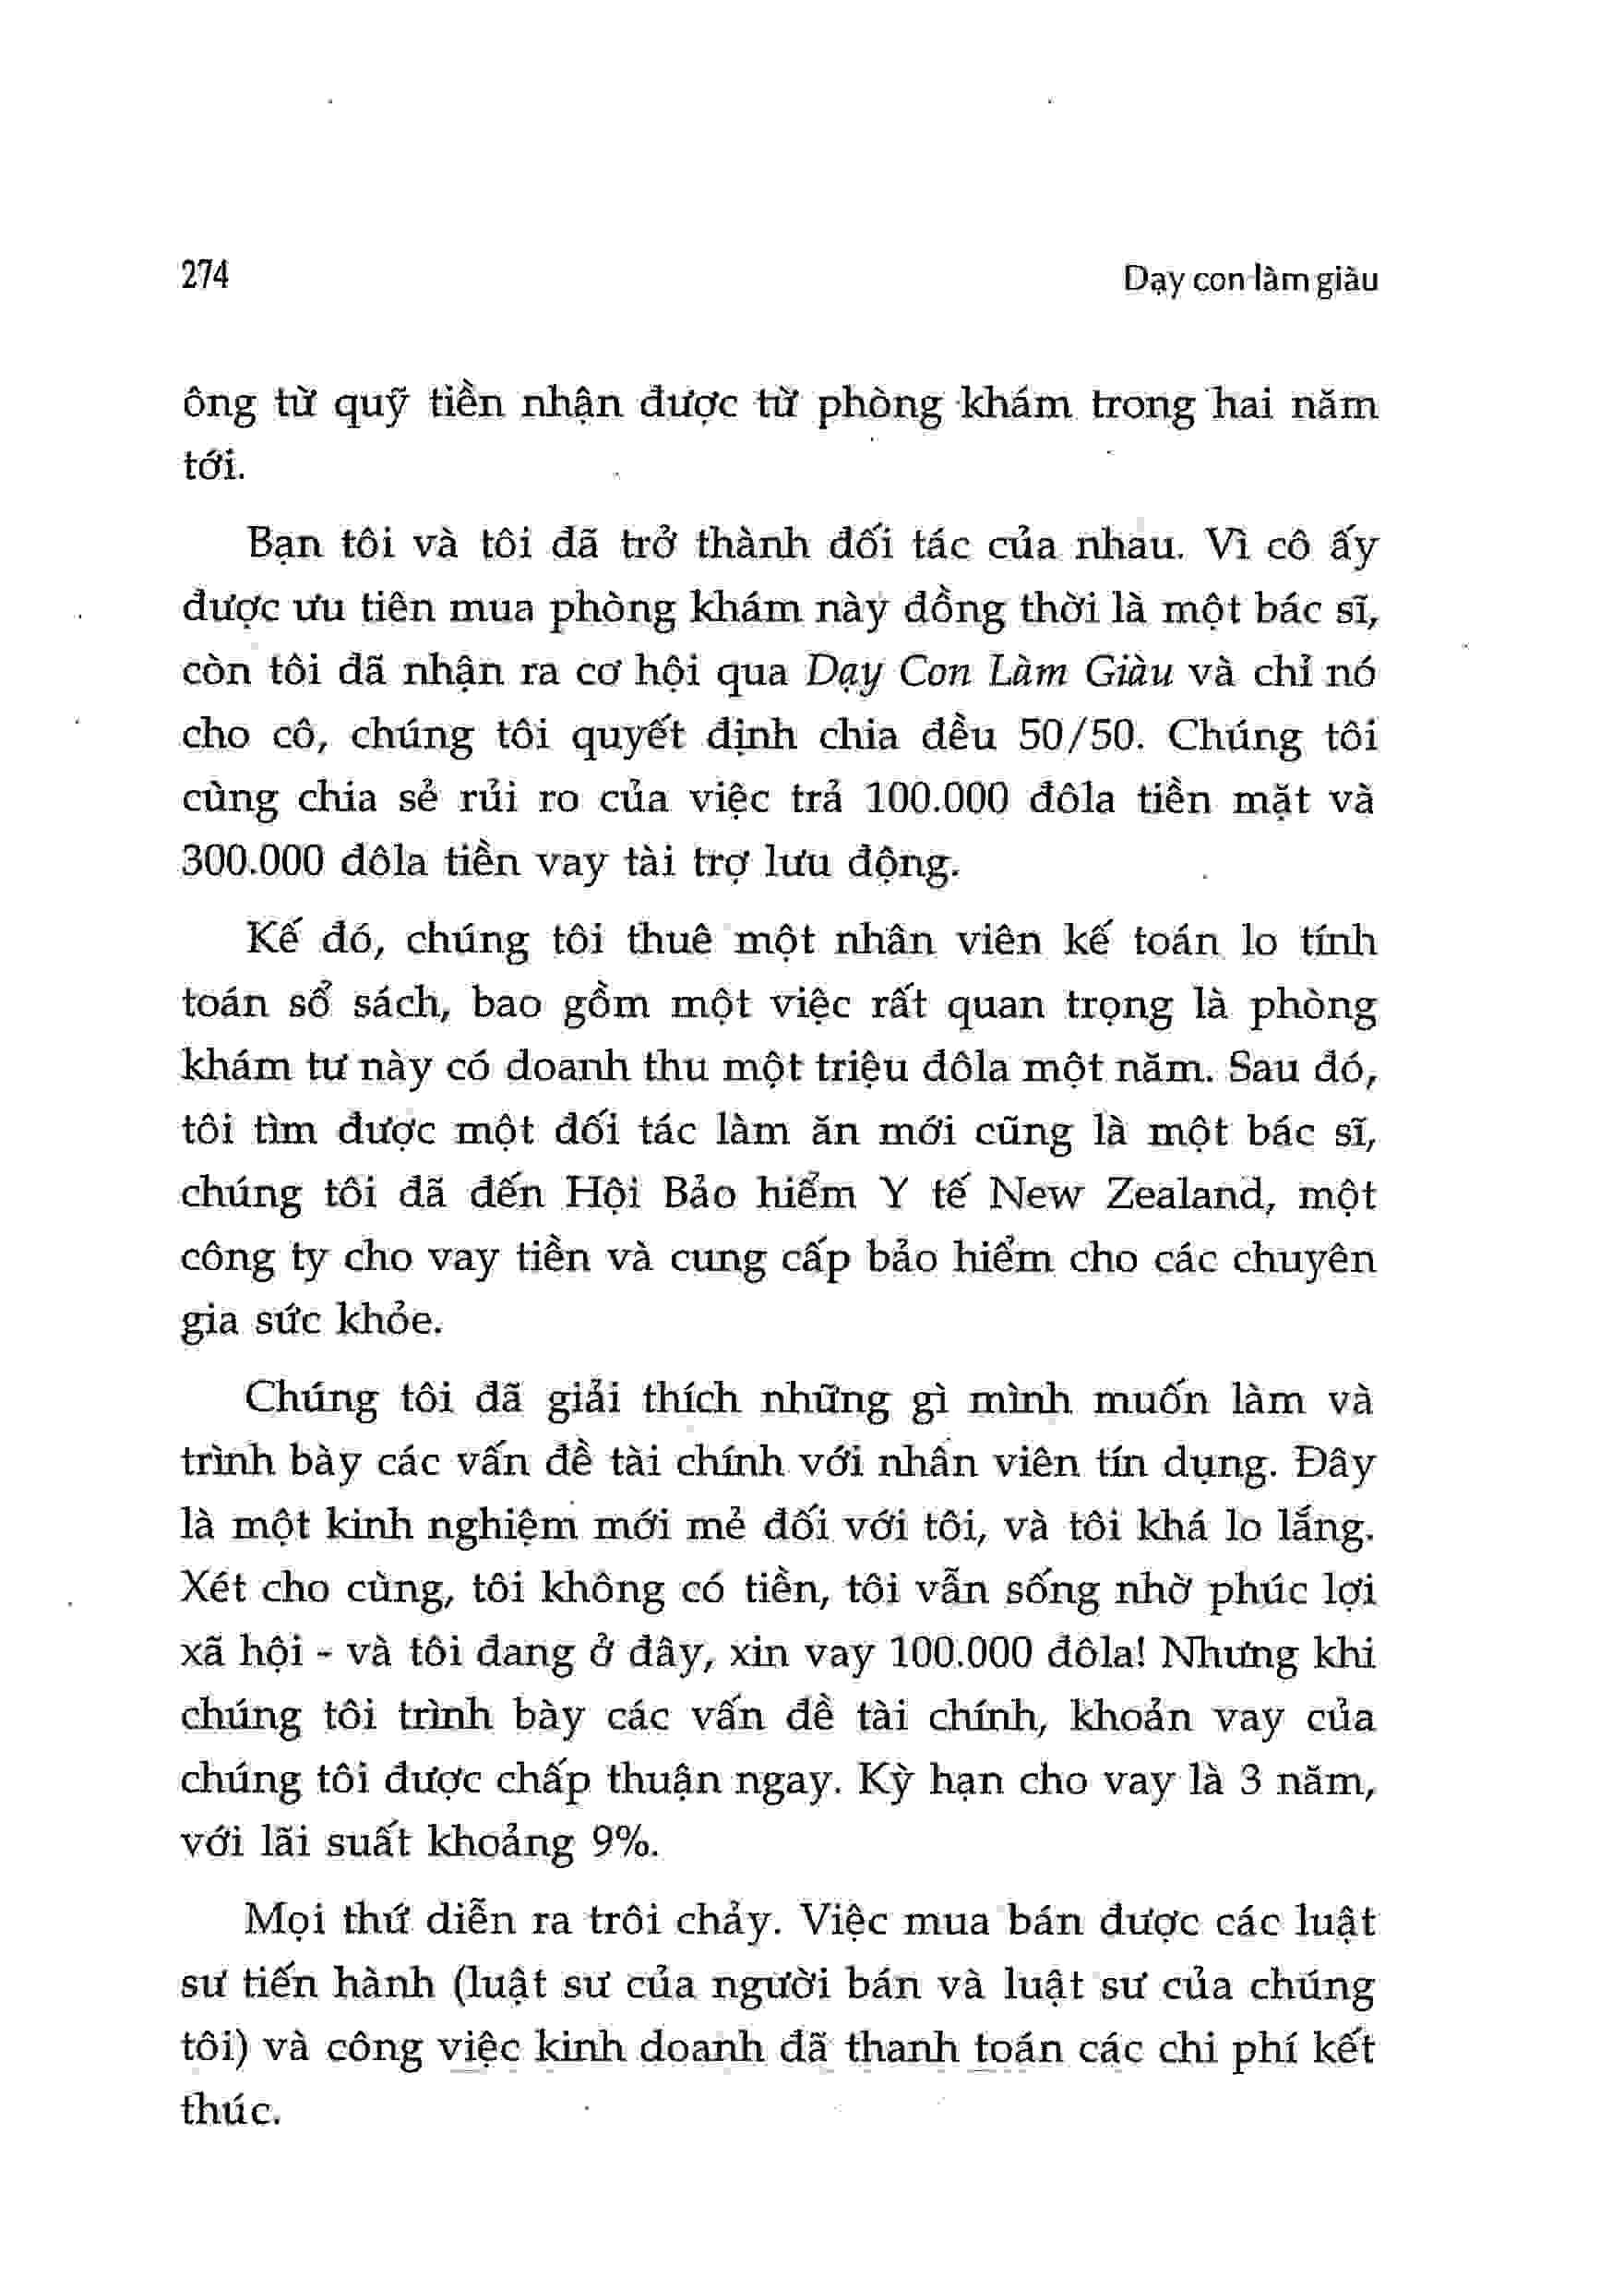 274
Dạy con làm giàu
ông từ quỹ tiền nhận được từ phòng khám trong hai năm
tới.
Bạn tôi và tôi đã trở thành đối tác của nhau. Vì cô ấy
được ưu tiên mua phòng khám này đồng thời là một bác sĩ,
còn tôi đã nhận ra cơ hội qua Dạy Con Làm Giàu và chỉ nó
cho cô, chúng tôi quyết định chia đều 50/50. Chúng tôi
cùng chia sẻ rủi ro của việc trả 100.000 đôla tiền mặt và
300.000 đôla tiền vay tài trợ lưu động.
Kế đó, chúng tôi thuê một nhân viên kế toán lo tính
toán sổ sách, bao gồm một việc rất quan trọng là phòng
khám tư này có doanh thu một triệu đôla một năm. Sau đó,
tôi tìm được một đối tác làm ăn mới cũng là một bác sĩ,
chúng tôi đã đến Hội Bảo hiểm Y tế New Zealand, một
công ty cho vay tiền và cung cấp bảo hiểm cho các chuyên
gia sức khỏe.
Chúng tôi đã giải thích những gì mình muốn làm và
trình bày các vấn đề tài chính với nhân viên tín dụng. Đây
là một kinh nghiệm mới mẻ đối với tôi, và tôi khá lo lắng.
Xét cho cùng, tôi không có tiền, tôi vẫn sống nhờ phúc lợi
xã hội - và tôi đang ở đây, xin vay 100.000 đôla! Nhưng khi
chúng tôi trình bày các vấn đề tài chính, khoản vay của
chúng tôi được chấp thuận ngay. Kỳ hạn cho vay là 3 năm,
với lãi suất khoảng 9%.
Mọi thứ diễn ra trôi chảy. Việc mua bán được các luật
sư tiến hành (luật sư của người bán và luật sư của chúng
tôi) và công việc kinh doanh đã thanh toán các chi phí kết
thúc.